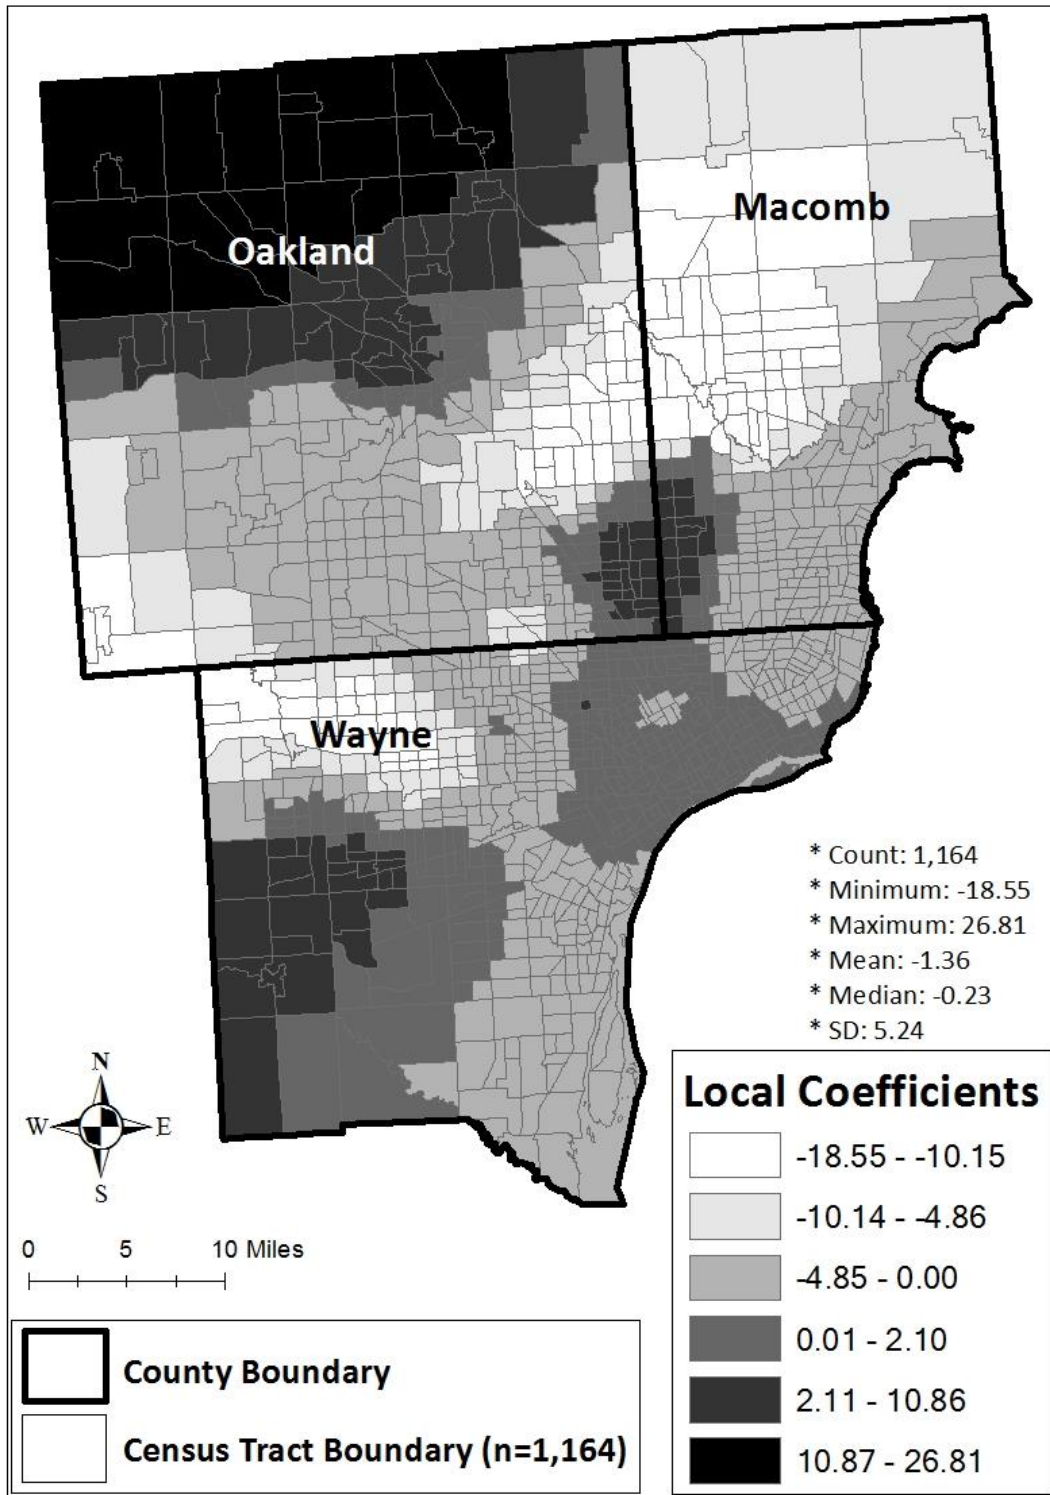 Oakland
Macomb
Wayne
* Count: 1,164
* Minimum: -18.55
* Maximum: 26.81
* Mean: -1.36
* Median: -0.23
* SD: 5.24
N
W E
S
0 5 10 Miles
County Boundary
Census Tract Boundary (n=1,164)
Local Coefficients
-18.55 - -10.15
-10.14 - -4.86
-4.85 - 0.00
0.01 - 2.10
2.11 - 10.86
10.87 - 26.81